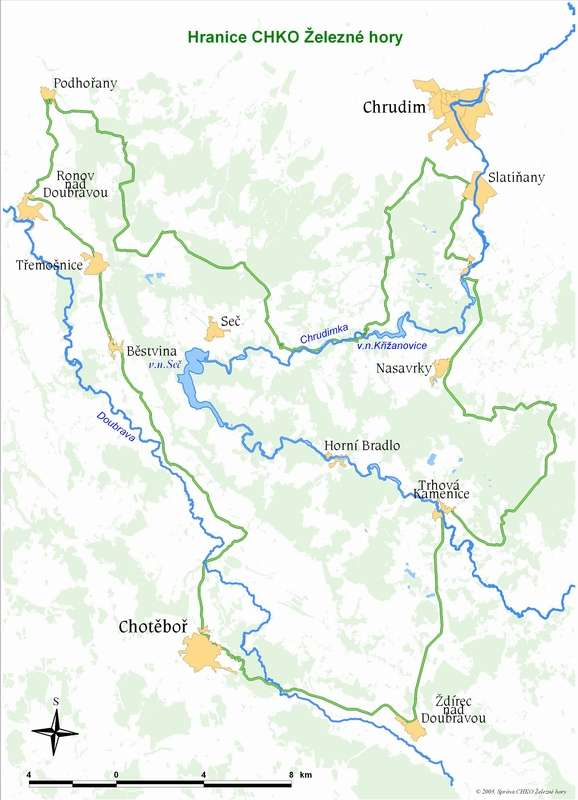 Hranice CHKO Železné hory
Podhořany
Chrudim
Ronov
nad
Doubravou
Slatiňany
Třemošnice
Seč
Chrudimka
v.n.Křižanovice
Běstvina
v.n.Seč
Nasavrky
Doubrava
Horní Bradlo
Trhová
Kamenice
Chotěboř
Ždírec
nad
Doubravou
S
4 0 4 8 km
© 2004, Správa CHKO Železné hory